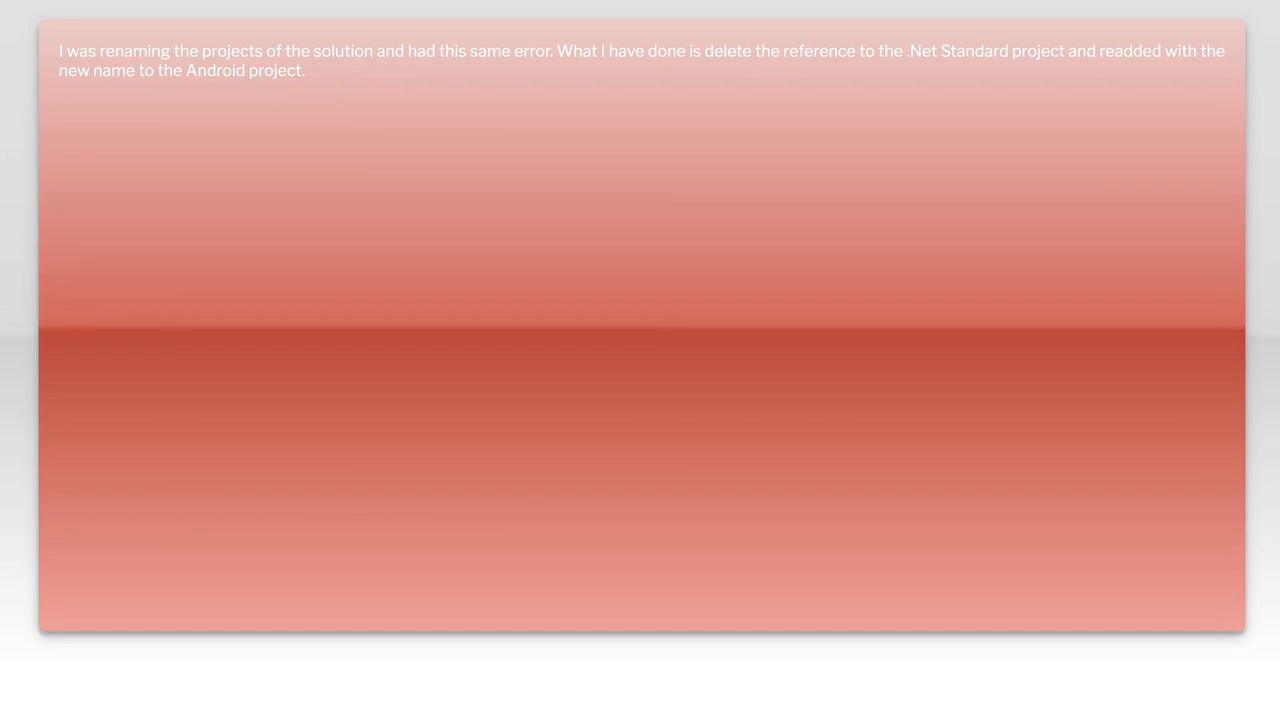 I was renaming the projects of the solution and had this same error. What I have done is delete the reference to the .Net Standard project and readded with the
new name to the Android project.